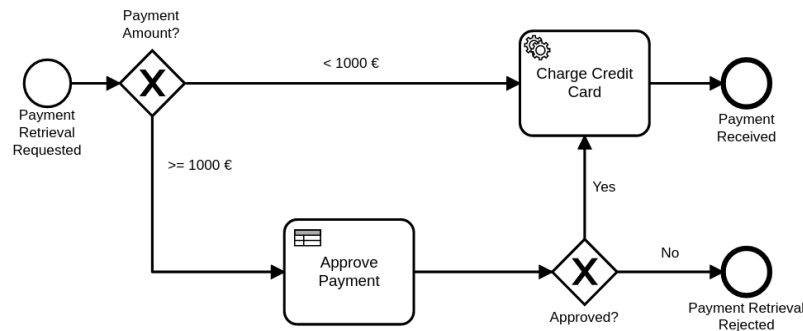 Payment
Amount?
< 1000 €
Charge Credit
Card
Payment
Retrieval
Requested
Payment
Received
>= 1000 €
Yes
Approve
Payment
No
Approved?
Payment Retrieval
Rejected